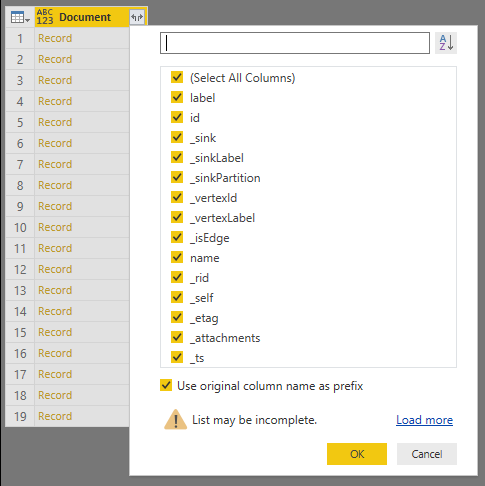 ABC
123 Document
1 Record
2 Record
3 Record
4 Record
5 Record
6 Record
7 Record
8 Record
9 Record
10 Record
11 Record
12 Record
13 Record
14 Record
15 Record
16 Record
17 Record
18 Record
19 Record
A
Z
(Select All Columns)
label
id
_sink
_sinkLabel
_sinkPartition
_vertexId
_vertexLabel
_isEdge
name
_rid
_self
_etag
_attachments
_ts
Use original column name as prefix
List may be incomplete. Load more
OK Cancel